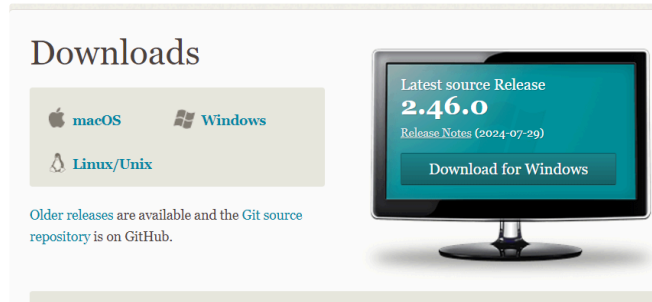 Downloads
macOS
Windows
Linux/Unix
Older releases are available and the Git source
repository is on GitHub.
Latest source Release
2.46.0
Release Notes (2024-07-29)
Download for Windows